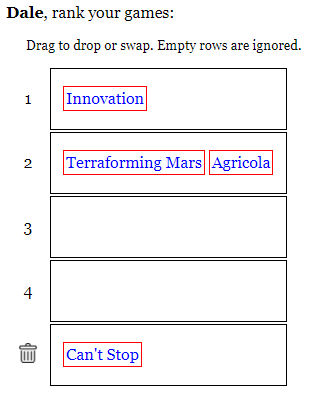 Dale, rank your games:
Drag to drop or swap. Empty rows are ignored.
1 Innovation
2 Terraforming Mars Agricola
3
4
Can't Stop